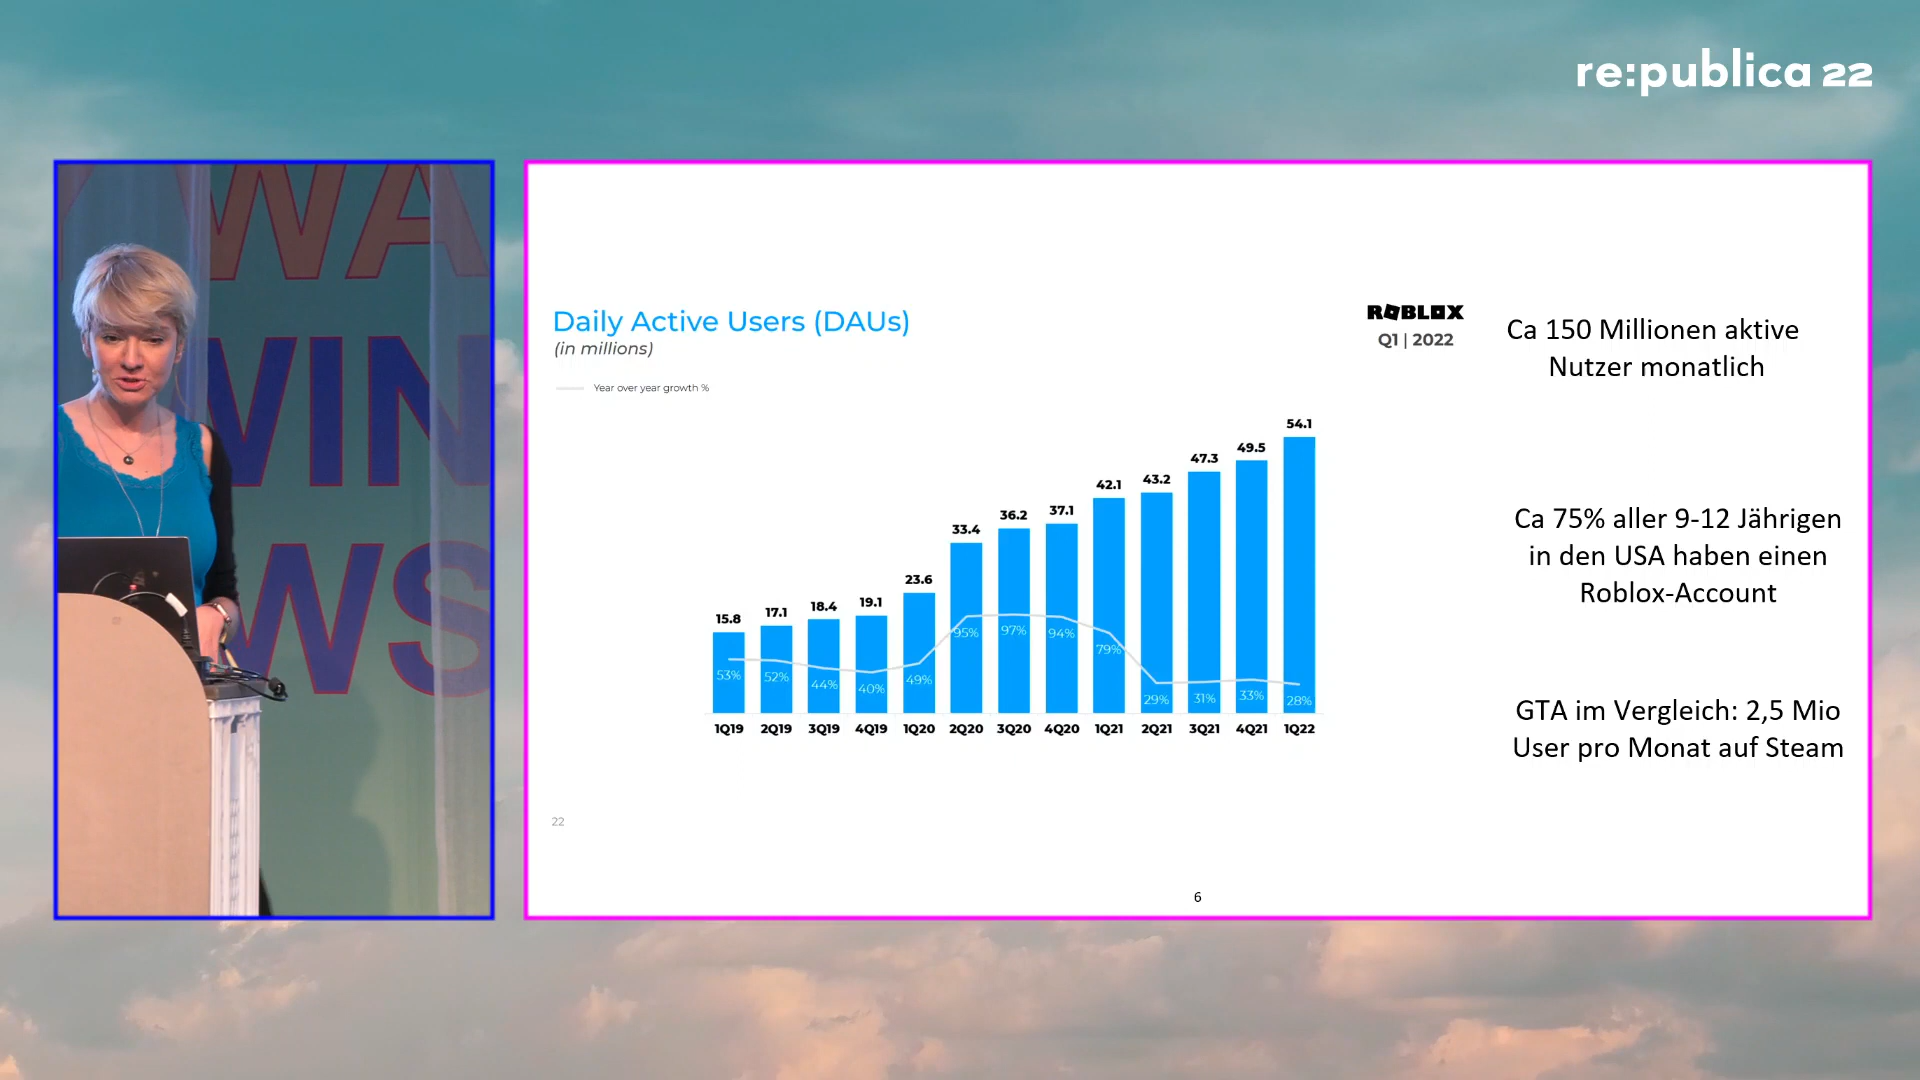 re:publica 22
WA
WIN
WS
Daily Active Users (DAUs)
(in millions)
Year over year growth %
ROBLOX
Q1 | 2022
15.8
17.1
18.4
19.1
23.6
33.4
36.2
37.1
42.1
43.2
47.3
49.5
54.1
53%
52%
44%
40%
49%
95%
97%
94%
79%
29%
31%
33%
28%
1Q19
2Q19
3Q19
4Q19
1Q20
2Q20
3Q20
4Q20
1Q21
2Q21
3Q21
4Q21
1Q22
22
Ca 150 Millionen aktive
Nutzer monatlich
Ca 75% aller 9-12 Jährigen
in den USA haben einen
Roblox-Account
GTA im Vergleich: 2,5 Mio
User pro Monat auf Steam
6